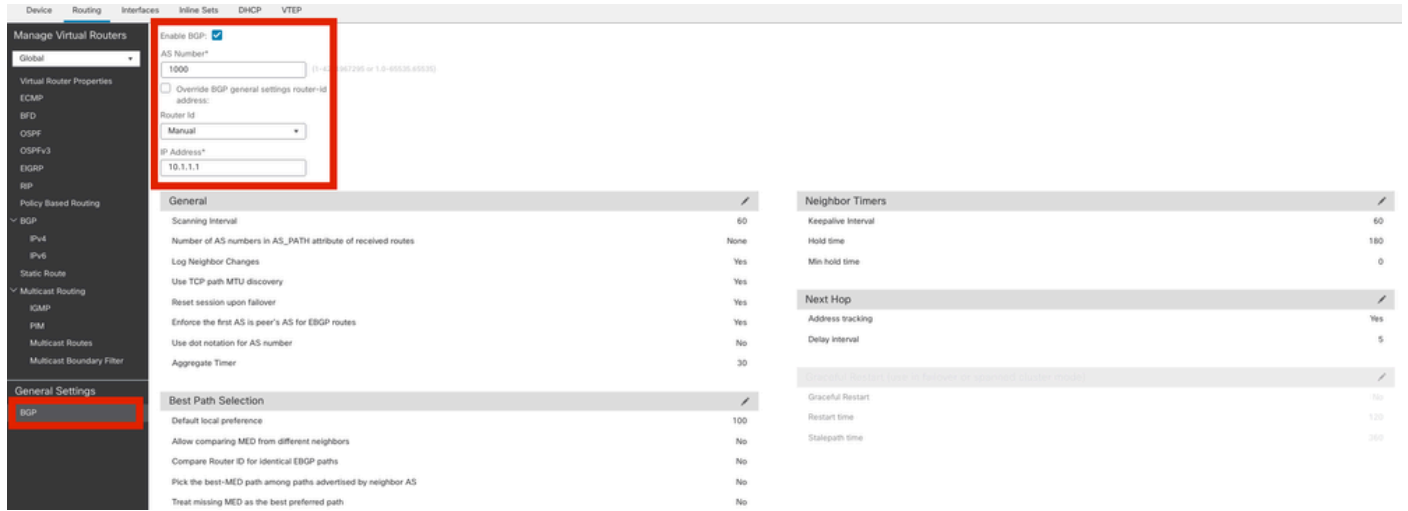 Device Routing Interfaces Inline Sets DHCP VTEP
Manage Virtual Routers
Global
Virtual Router Properties
ECMP
BFD
OSPF
OSPFv3
EIGRP
RIP
Policy Based Routing
BGP
IPv4
IPv6
Static Route
Multicast Routing
IGMP
PIM
Multicast Routes
Multicast Boundary Filter
General Settings
BGP
Enable BGP:
AS Number*
1000
Override BGP general settings router-id
address:
Router Id
Manual
IP Address*
10.1.1.1
General
Scanning Interval 60
Number of AS numbers in AS_PATH attribute of received routes None
Log Neighbor Changes Yes
Use TCP path MTU discovery Yes
Reset session upon failover Yes
Enforce the first AS is peer's AS for EBGP routes Yes
Use dot notation for AS number No
Aggregate Timer 30
Best Path Selection
Default local preference 100
Allow comparing MED from different neighbors No
Compare Router ID for identical EBGP paths No
Pick the best-MED path among paths advertised by neighbor AS No
Treat missing MED as the best preferred path No
Neighbor Timers
Keepalive Interval 60
Hold time 180
Min hold time 0
Next Hop
Address tracking Yes
Delay interval 5
Graceful Restart No
Restart time 120
Stalepath time 360